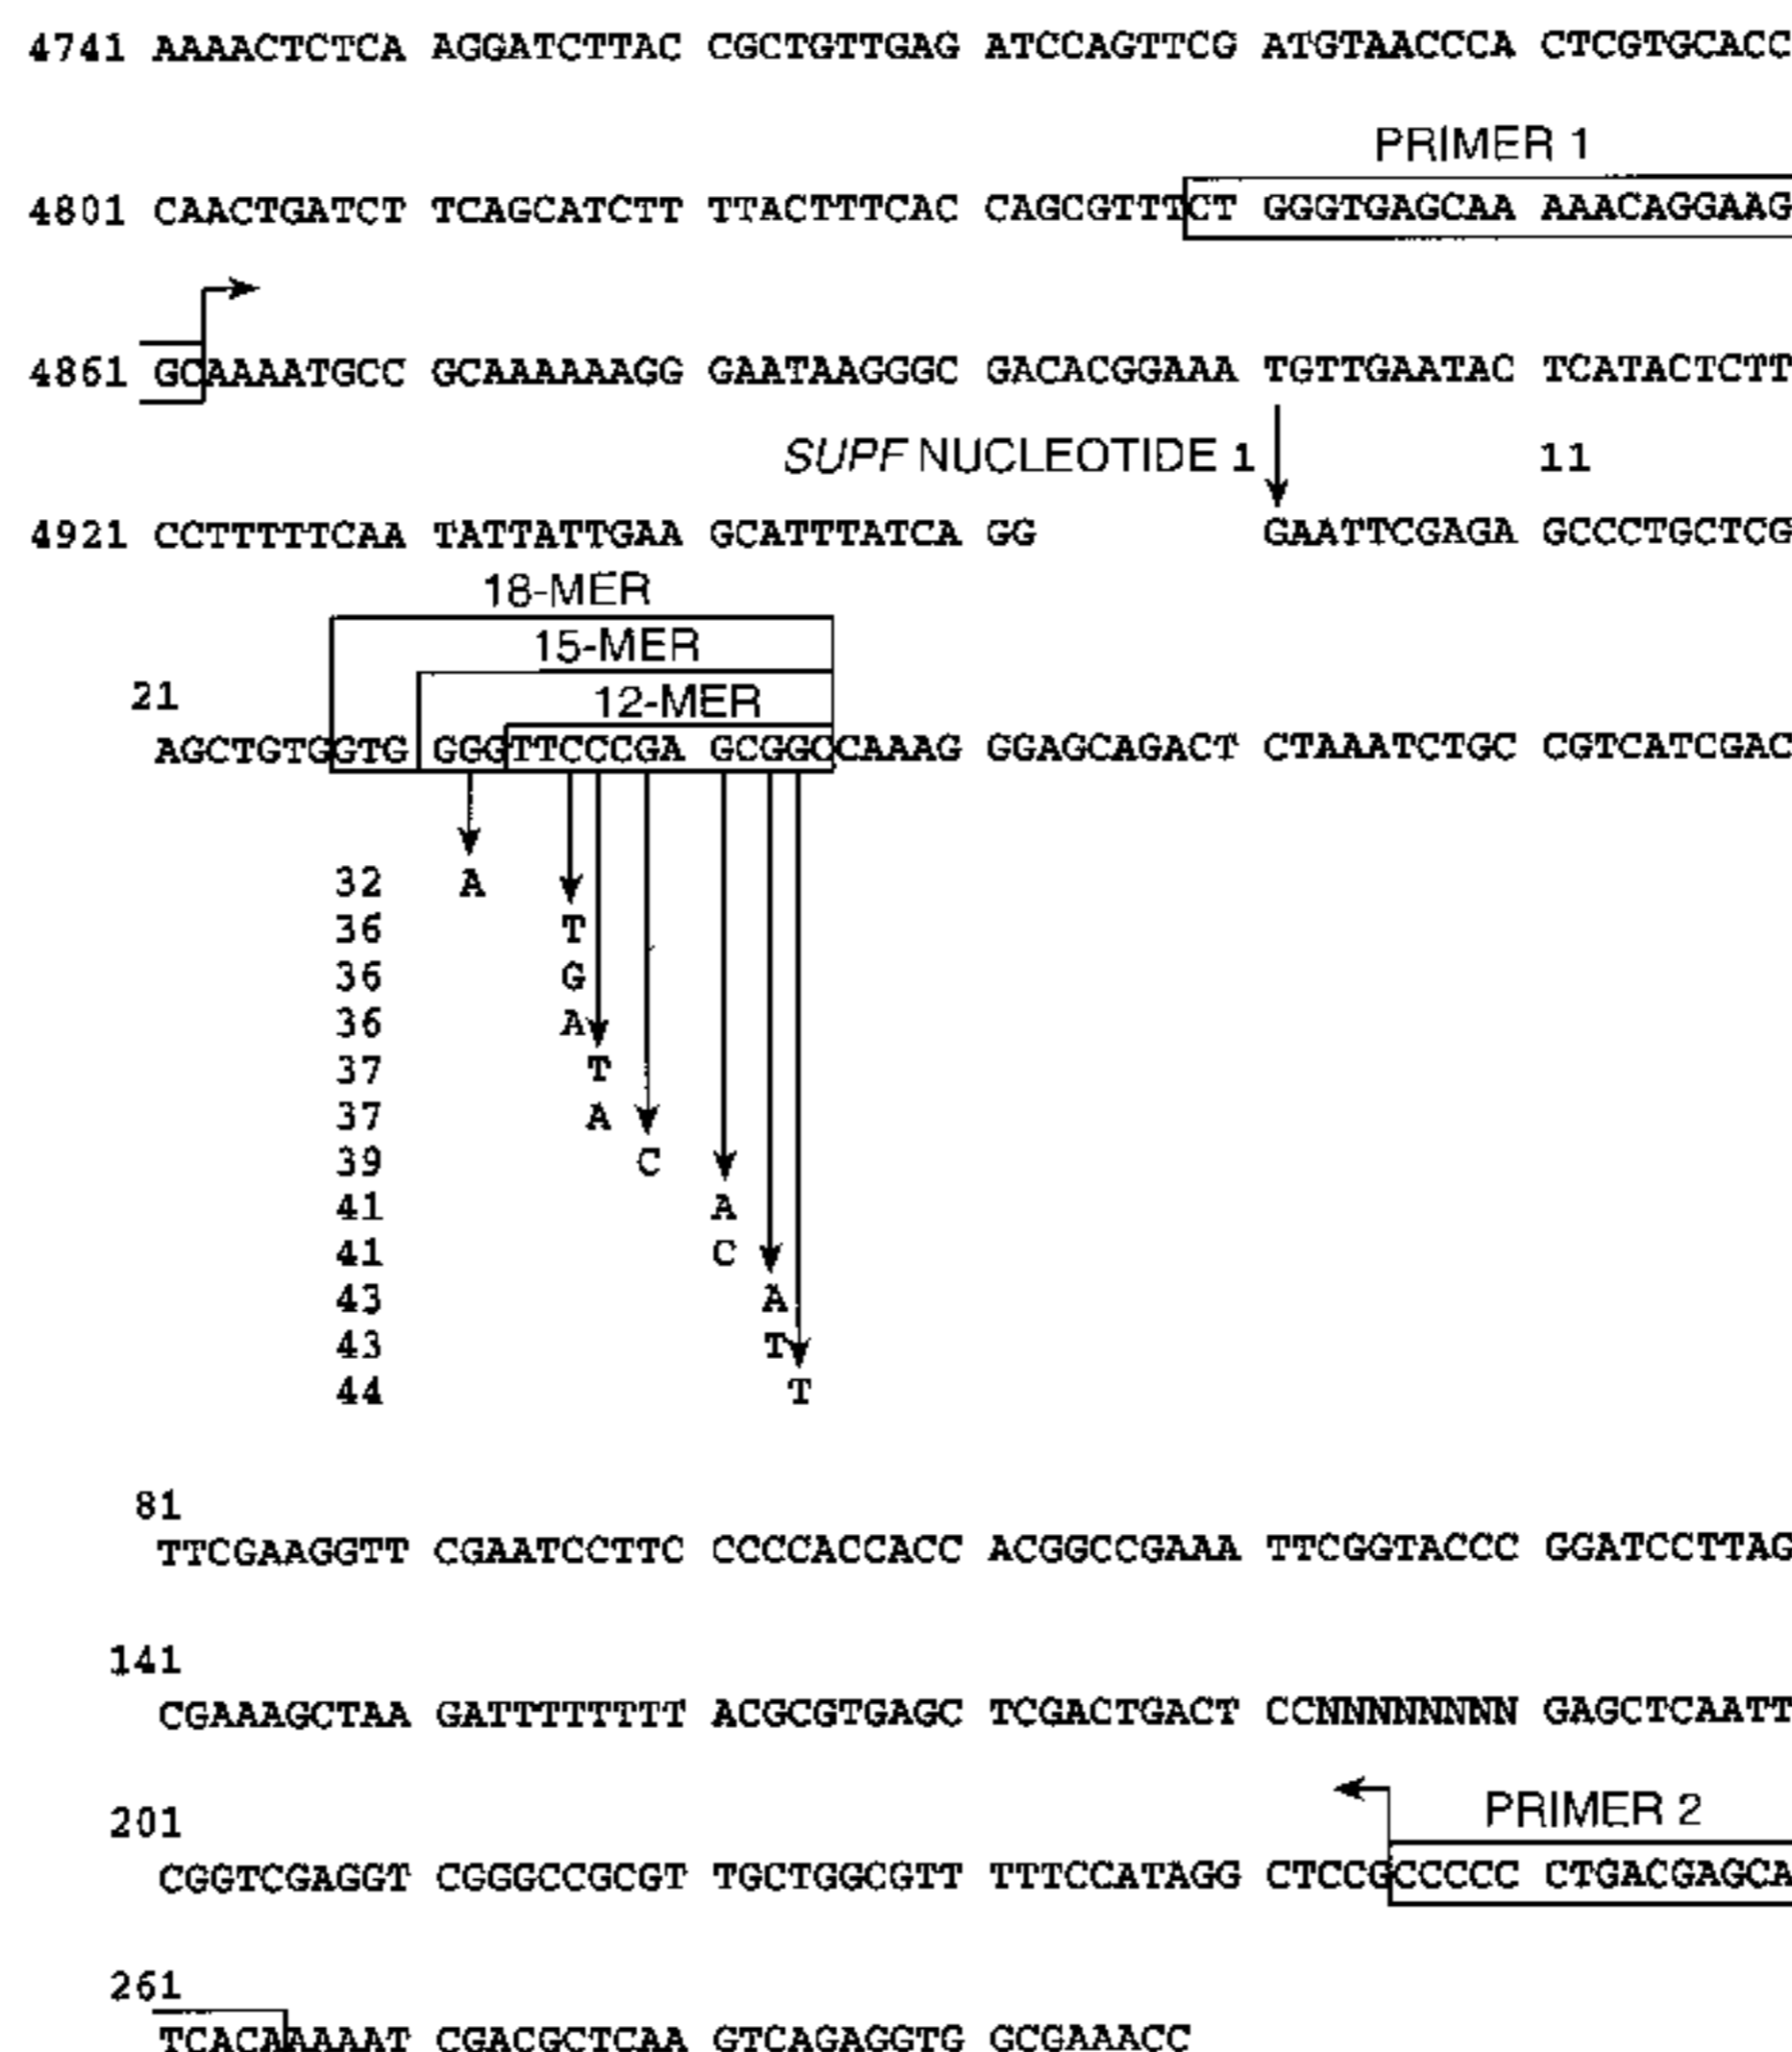 4741 AAAACTCTCA AGGATCTTAC CGCTGTTGAG ATCCAGTTCG ATGTAACCCA CTCGTGCACC
PRIMER 1
4801 CAACTGATCT TCAGCATCTT TTACTTTCAC CAGCGTTTCT GGGTGAGCAA AAACAGGAAG
4861 GCAAAATGCC GCAAAAAAGG GAATAAGGGC GACACGGAAA TGTTGAATAC TCATACTCTT
SUPF NUCLEOTIDE 1 11
4921 CCTTTTTCAA TATTATTGAA GCATTTATCA GG GAATTCGAGA GCCCTGCTCG
18-MER
15-MER
21 12-MER
AGCTGTGGTG GGGTTCCCGA GCGGCCAAAG GGAGCAGACT CTAAATCTGC CGTCATCGAC
32 A
36 T
36 G
36 A
37 T
37 A
39 C
41 A
41 C
43 A
43 T
44 T
81
TTCGAAGGTT CGAATCCTTC CCCCACCACC ACGGCCGAAA TTCGGTACCC GGATCCTTAG
141
CGAAAGCTAA GATTTTTTTT ACGCGTGAGC TCGACTGACT CCNNNNNNNN GAGCTCAATT
201 PRIMER 2
CGGTCGAGGT CGGGCCGCGT TGCTGGCGTT TTTCCATAGG CTCCGCCCCC CTGACGAGCA
261
TCACAAAAAT CGACGCTCAA GTCAGAGGTG GCGAAACC